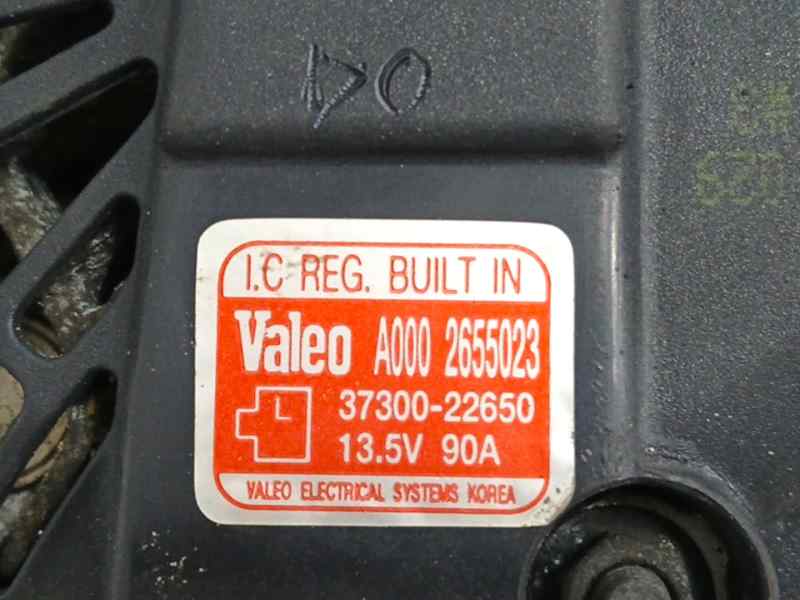 I.C REG. BUILT IN
Valeo A000 2655023
37300-22650
13.5V 90A
VALEO ELECTRICAL SYSTEMS KOREA